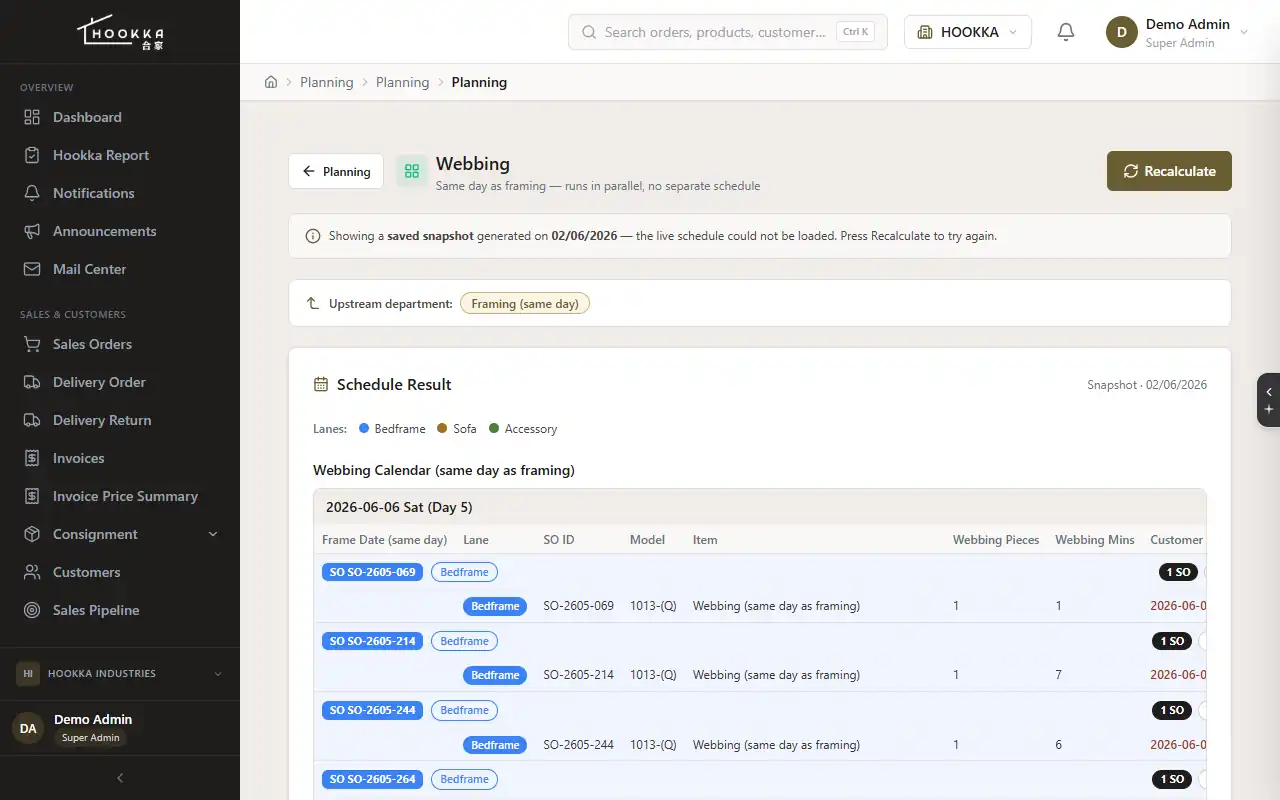 HOOKKA
合家
Search orders, products, customer... Ctrl K
HOOKKA
D
Demo Admin
Super Admin
OVERVIEW
Dashboard
Hookka Report
Notifications
Announcements
Mail Center
SALES & CUSTOMERS
Sales Orders
Delivery Order
Delivery Return
Invoices
Invoice Price Summary
Consignment
Customers
Sales Pipeline
HI HOOKKA INDUSTRIES
DA
Demo Admin
Super Admin
Planning Planning Planning
Planning
Webbing
Same day as framing — runs in parallel, no separate schedule
Recalculate
Showing a saved snapshot generated on 02/06/2026 — the live schedule could not be loaded. Press Recalculate to try again.
Upstream department: Framing (same day)
Schedule Result
Snapshot · 02/06/2026
Lanes: Bedframe Sofa Accessory
Webbing Calendar (same day as framing)
2026-06-06 Sat (Day 5)
Frame Date (same day) Lane SO ID Model Item Webbing Pieces Webbing Mins Customer
SO SO-2605-069 Bedframe 1 SO
Bedframe SO-2605-069 1013-(Q) Webbing (same day as framing) 1 1 2026-06-0
SO SO-2605-214 Bedframe 1 SO
Bedframe SO-2605-214 1013-(Q) Webbing (same day as framing) 1 7 2026-06-0
SO SO-2605-244 Bedframe 1 SO
Bedframe SO-2605-244 1013-(Q) Webbing (same day as framing) 1 6 2026-06-0
SO SO-2605-264 Bedframe 1 SO